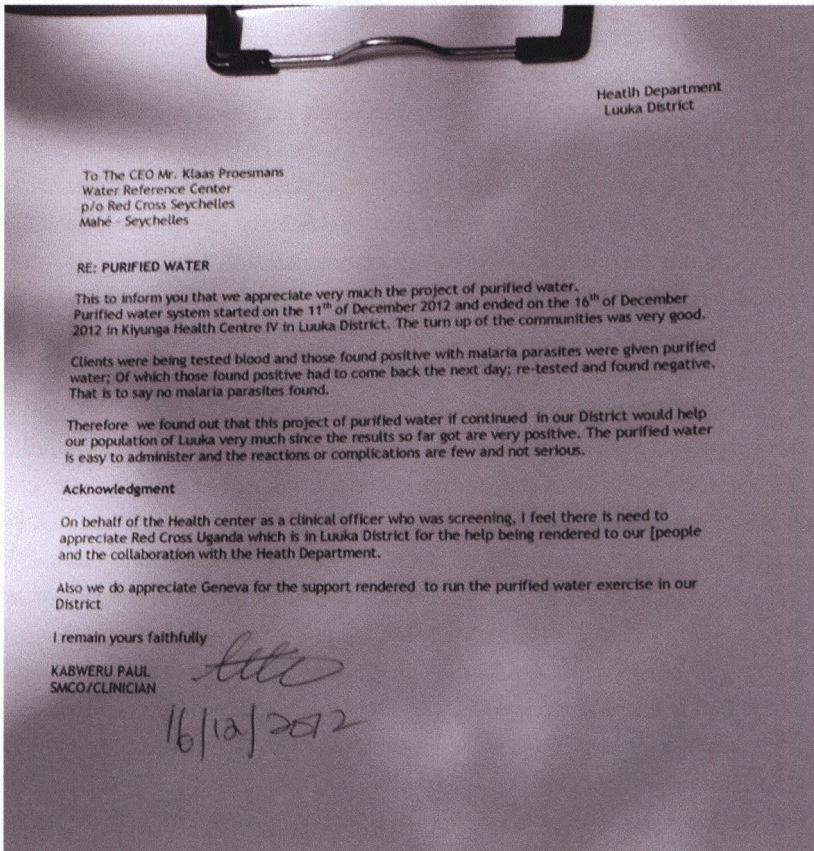 Heatlh Department
Luuka District
To The CEO Mr. Klaas Proesmans
Water Reference Center
p/o Red Cross Seychelles
Mahé - Seychelles
RE: PURIFIED WATER
This to inform you that we appreciate very much the project of purified water.
Purified water system started on the 11th of December 2012 and ended on the 16th of December
2012 in Kiyunga Health Centre IV in Luuka District. The turn up of the communities was very good.
Clients were being tested blood and those found positive with malaria parasites were given purified
water; Of which those found positive had to come back the next day; re-tested and found negative.
That is to say no malaria parasites found.
Therefore we found out that this project of purified water if continued in our District would help
our population of Luuka very much since the results so far got are very positive. The purified water
is easy to administer and the reactions or complications are few and not serious.
Acknowledgment
On behalf of the Health center as a clinical officer who was screening, I feel there is need to
appreciate Red Cross Uganda which is in Luuka District for the help being rendered to our [people
and the collaboration with the Heath Department.
Also we do appreciate Geneva for the support rendered to run the purified water exercise in our
District
I remain yours faithfully
KABWERU PAUL
SMCO/CLINICIAN
16/12/2012